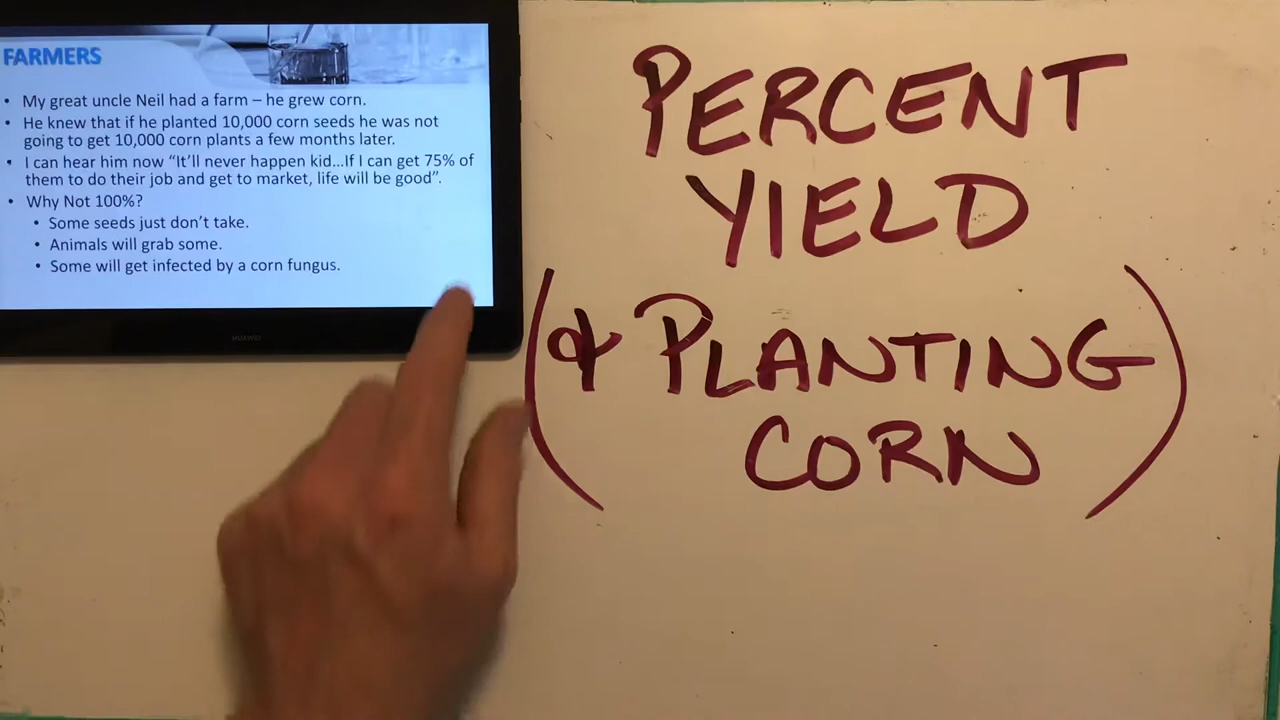 FARMERS
• My great uncle Neil had a farm – he grew corn.
• He knew that if he planted 10,000 corn seeds he was not
going to get 10,000 corn plants a few months later.
• I can hear him now “It’ll never happen kid...If I can get 75% of
them to do their job and get to market, life will be good”.
• Why Not 100%?
• Some seeds just don’t take.
• Animals will grab some.
• Some will get infected by a corn fungus.
HUAWEI
PERCENT
YIELD
(& PLANTING
CORN)